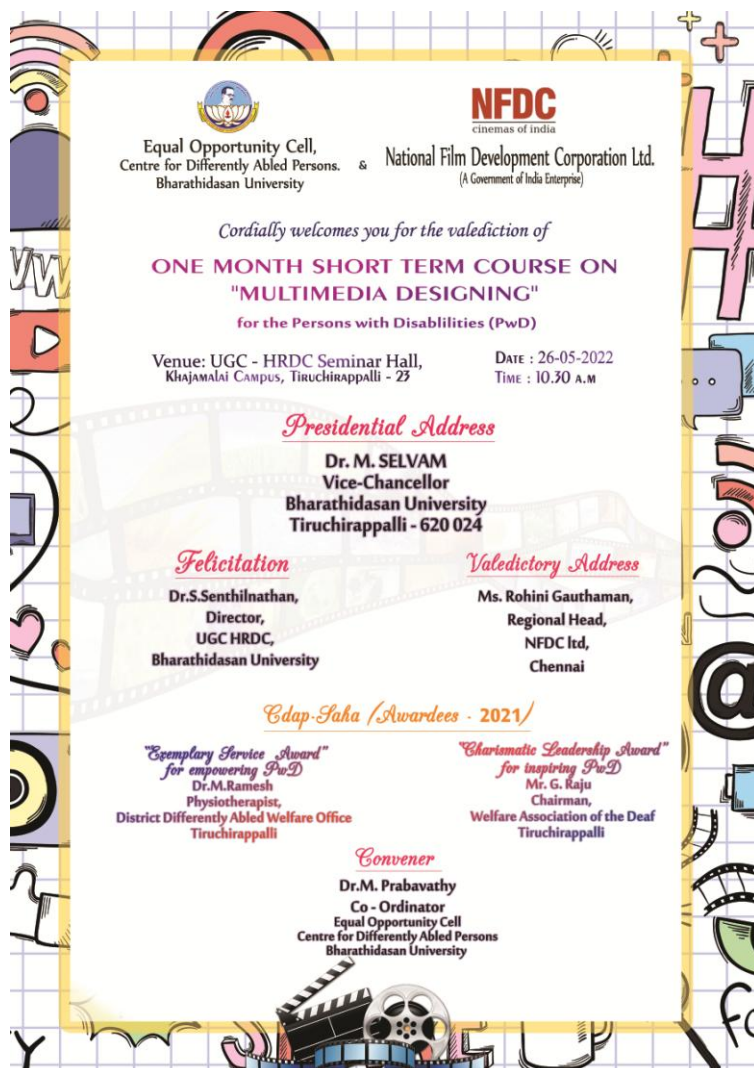 NFDC
cinemas of india
Equal Opportunity Cell,
Centre for Differently Abled Persons.
Bharathidasan University
&
National Film Development Corporation Ltd.
(A Government of India Enterprise)
Cordially welcomes you for the valediction of
ONE MONTH SHORT TERM COURSE ON
"MULTIMEDIA DESIGNING"
for the Persons with Disablilities (PwD)
Venue: UGC - HRDC Seminar Hall,
Khajamalai Campus, Tiruchirappalli - 23
Date : 26-05-2022
Time : 10.30 A.M
Presidential Address
Dr. M. SELVAM
Vice-Chancellor
Bharathidasan University
Tiruchirappalli - 620 024
Felicitation
Dr.S.Senthilnathan,
Director,
UGC HRDC,
Bharathidasan University
Valedictory Address
Ms. Rohini Gauthaman,
Regional Head,
NFDC ltd,
Chennai
Cdap-Saha (Awardees - 2021)
"Exemplary Service Award"
for empowering PwD
Dr.M.Ramesh
Physiotherapist,
District Differently Abled Welfare Office
Tiruchirappalli
"Charismatic Leadership Award"
for inspiring PwD
Mr. G. Raju
Chairman,
Welfare Association of the Deaf
Tiruchirappalli
Convener
Dr.M. Prabavathy
Co - Ordinator
Equal Opportunity Cell
Centre for Differently Abled Persons
Bharathidasan University